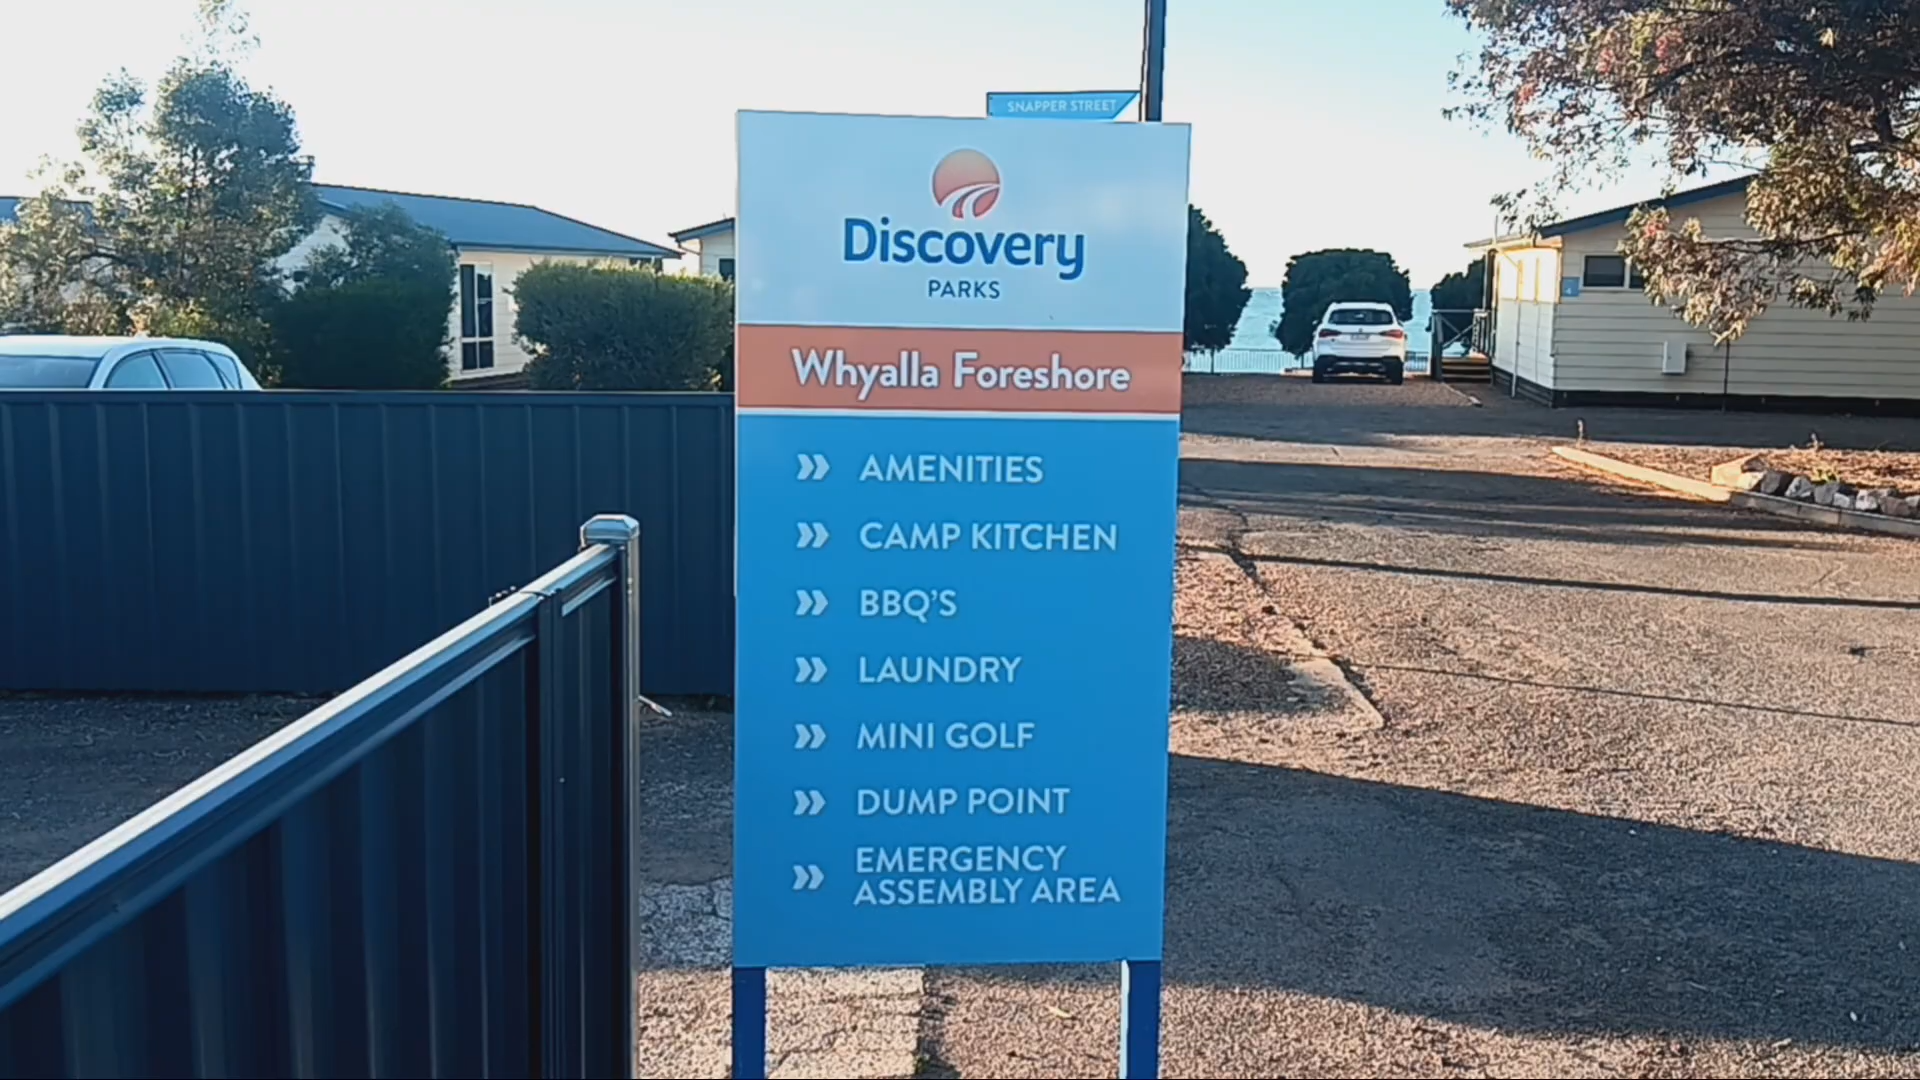 SNAPPER STREET
Discovery
PARKS
Whyalla Foreshore
AMENITIES
CAMP KITCHEN
BBQ'S
LAUNDRY
MINI GOLF
DUMP POINT
EMERGENCY
ASSEMBLY AREA